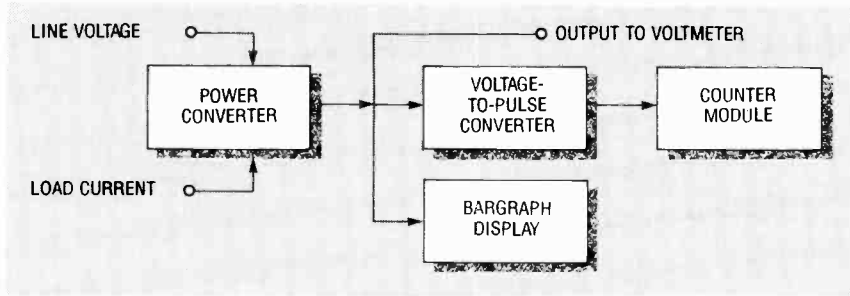 LINE VOLTAGE
OUTPUT TO VOLTMETER
POWER
CONVERTER
VOLTAGE-
TO-PULSE
CONVERTER
COUNTER
MODULE
LOAD CURRENT
BARGRAPH
DISPLAY